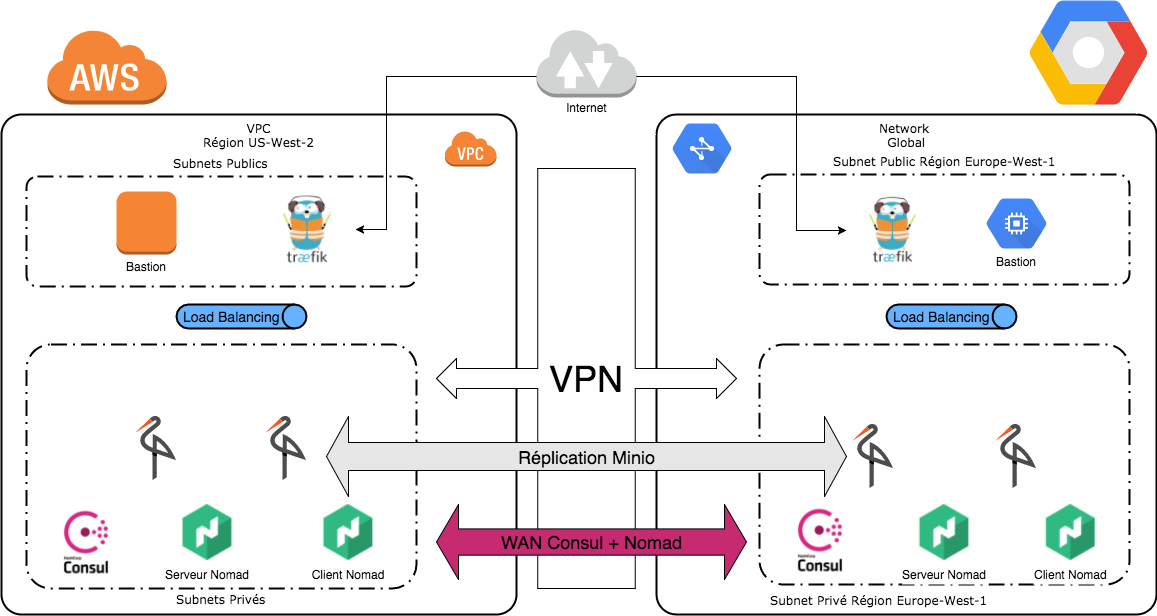 AWS
Internet
VPC
Région US-West-2
Subnets Publics
VPC
Network
Global
Subnet Public Région Europe-West-1
Bastion
træfik
træfik
Bastion
Load Balancing
Load Balancing
VPN
Réplication Minio
WAN Consul + Nomad
HashiCorp
Consul
Serveur Nomad
Client Nomad
HashiCorp
Consul
Serveur Nomad
Client Nomad
Subnets Privés
Subnet Privé Région Europe-West-1